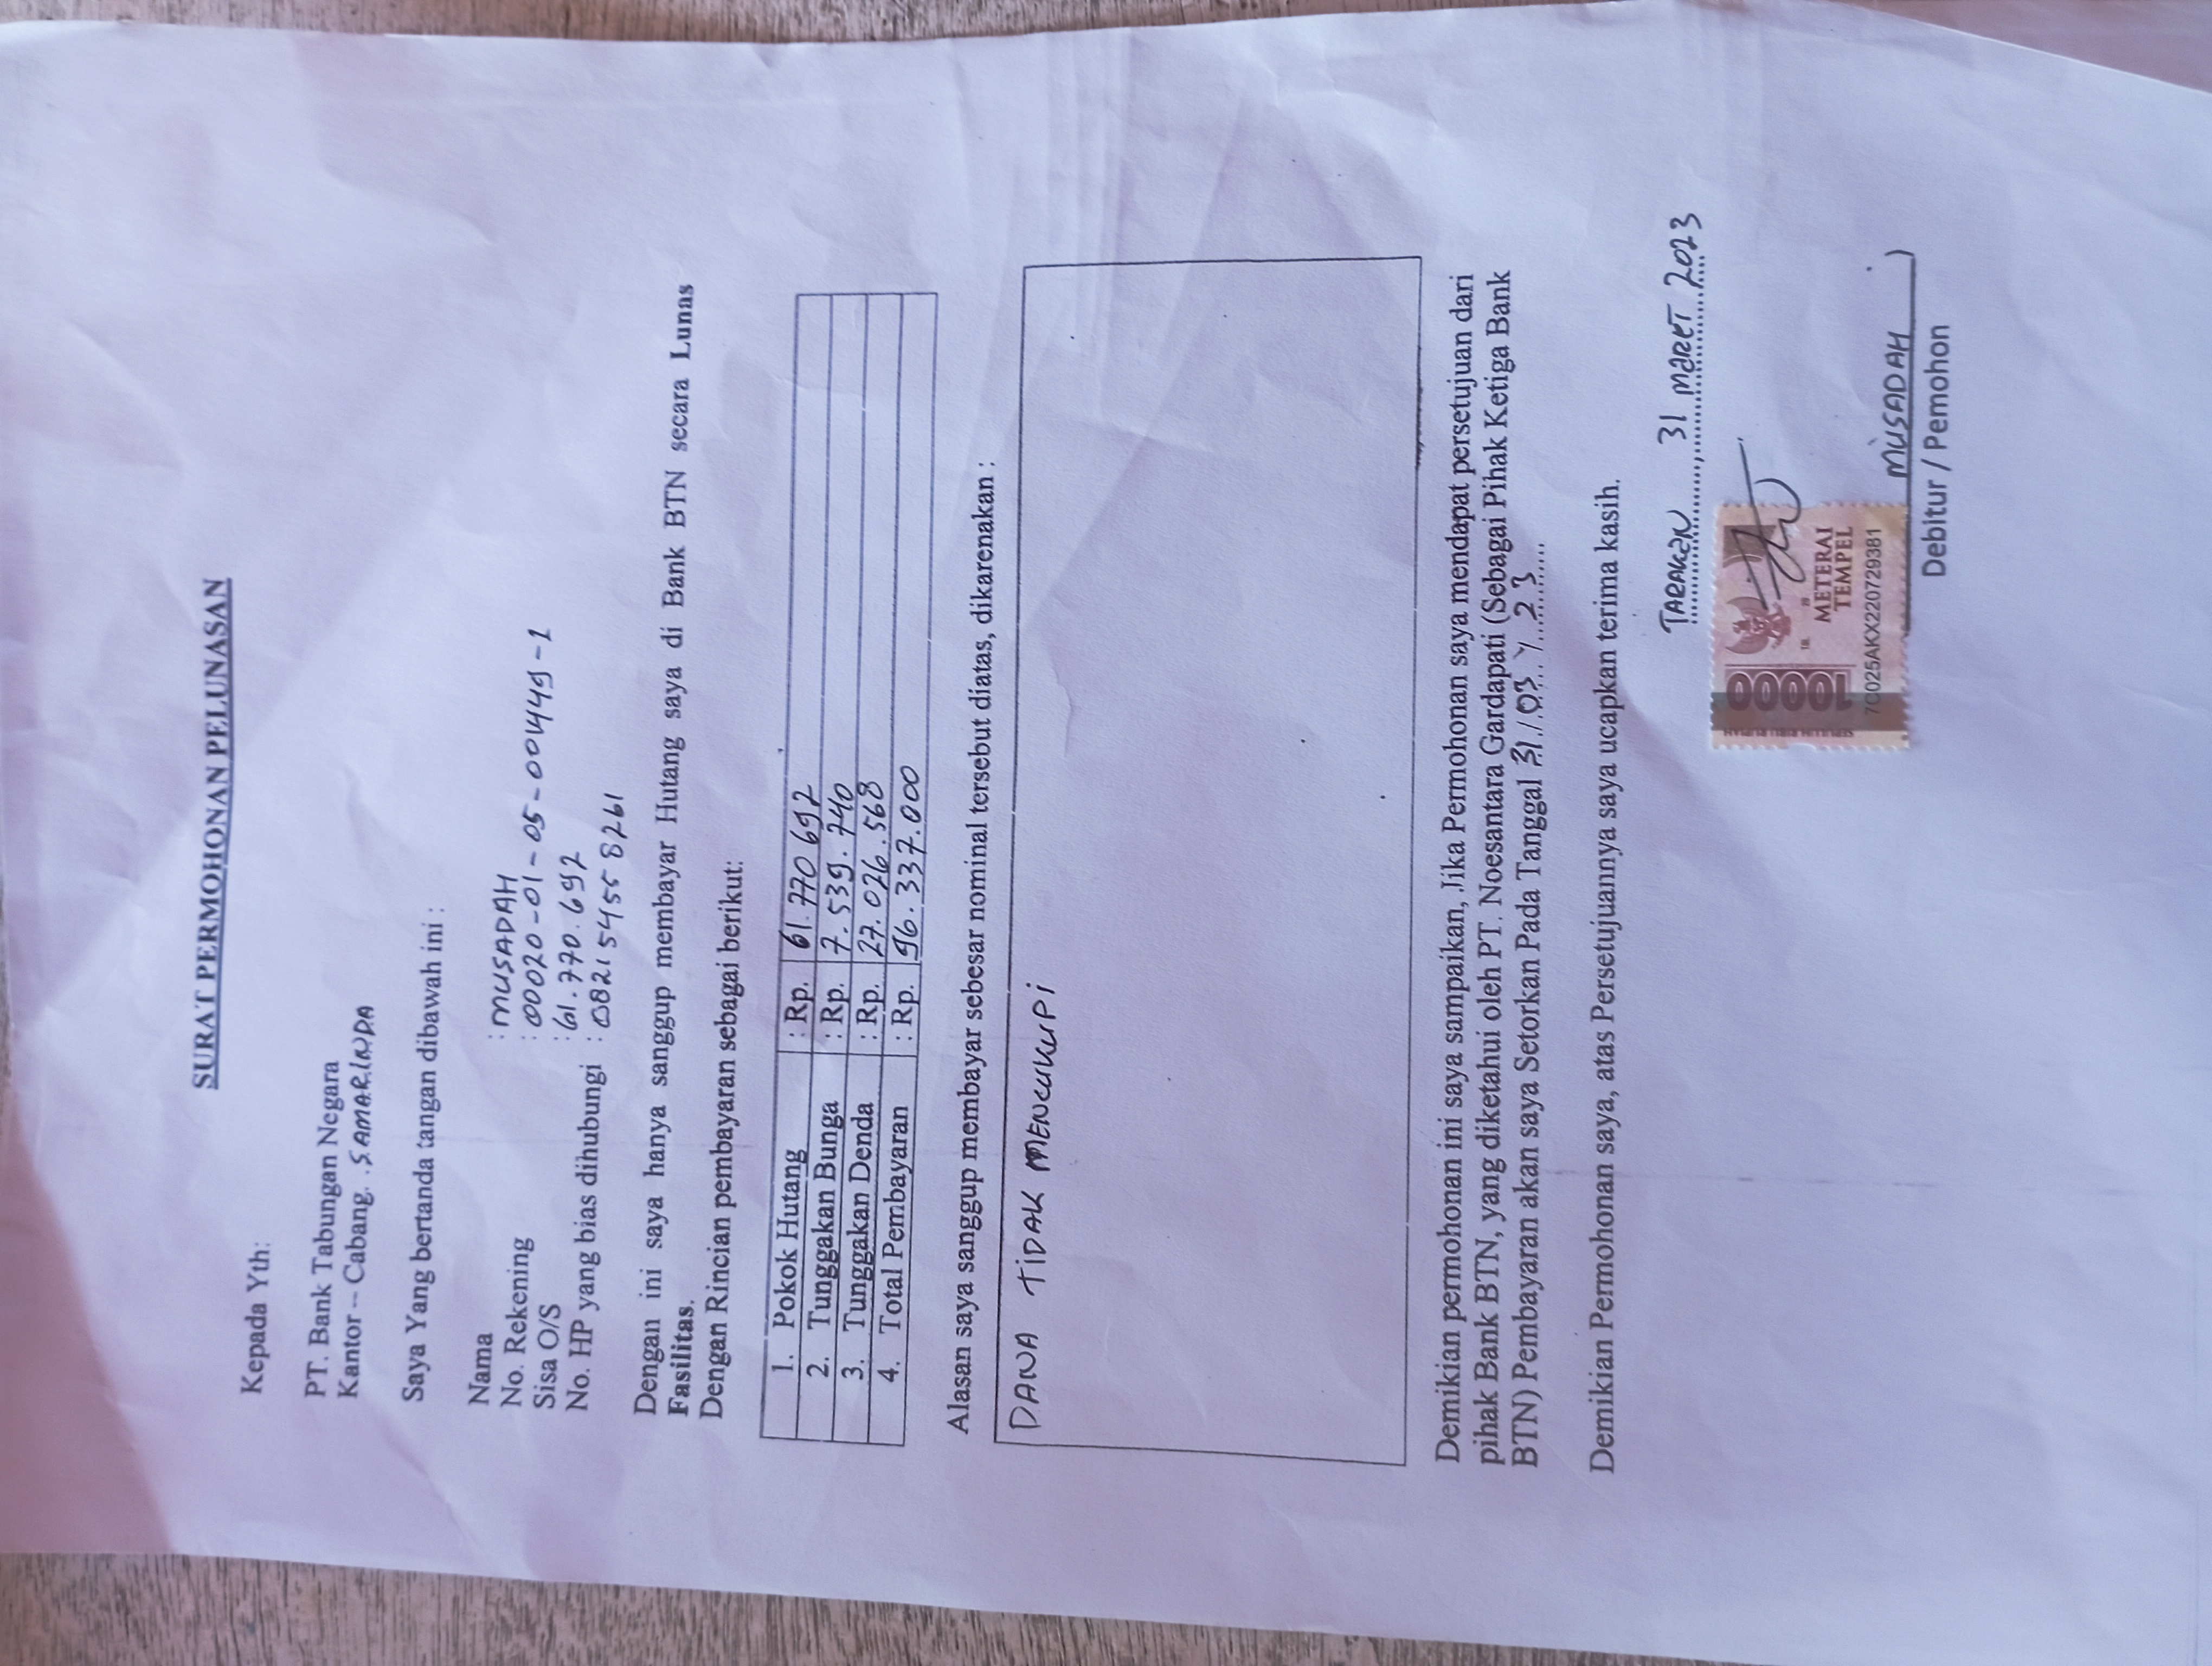 SURAT PERMOHONAN PELUNASAN
Kepada Yth:
PT. Bank Tabungan Negara
Kantor – Cabang. SAMARINDA
Saya Yang bertanda tangan dibawah ini :
Nama : MUSADAH
No. Rekening : 00020-01-05-004449-1
Sisa O/S : 61.770.692
No. HP yang bias dihubungi : 082154558261
Dengan ini saya hanya sanggup membayar Hutang saya di Bank BTN secara Lunas
Fasilitas.
Dengan Rincian pembayaran sebagai berikut:
1. Pokok Hutang : Rp. 61.770 692
2. Tunggakan Bunga : Rp. 7.539.740
3. Tunggakan Denda : Rp. 27.026.568
4. Total Pembayaran : Rp. 96.337.000
Alasan saya sanggup membayar sebesar nominal tersebut diatas, dikarenakan :
DANA TIDAK MENCUKUPI
Demikian permohonan ini saya sampaikan, Jika Permohonan saya mendapat persetujuan dari
pihak Bank BTN, yang diketahui oleh PT. Noesantara Gardapati (Sebagai Pihak Ketiga Bank
BTN) Pembayaran akan saya Setorkan Pada Tanggal 31/03/23
Demikian Permohonan saya, atas Persetujuannya saya ucapkan terima kasih.
TARAKAN, 31 MARET 2023
10000
METERAI
TEMPEL
7C025AKX220729381
MUSADAH )
Debitur / Pemohon